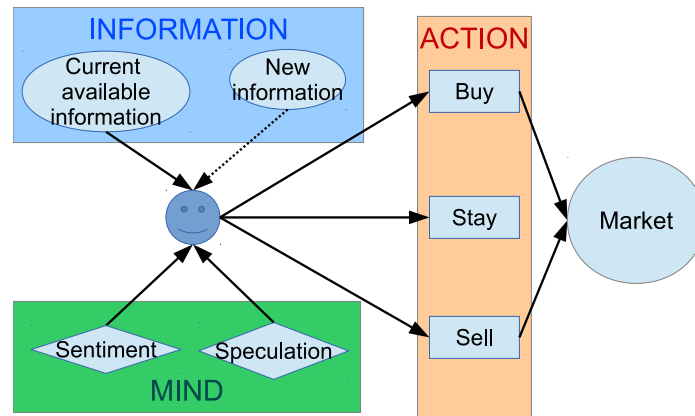 INFORMATION
Current
available
information
New
information
ACTION
Buy
Stay
Sell
Market
Sentiment
Speculation
MIND